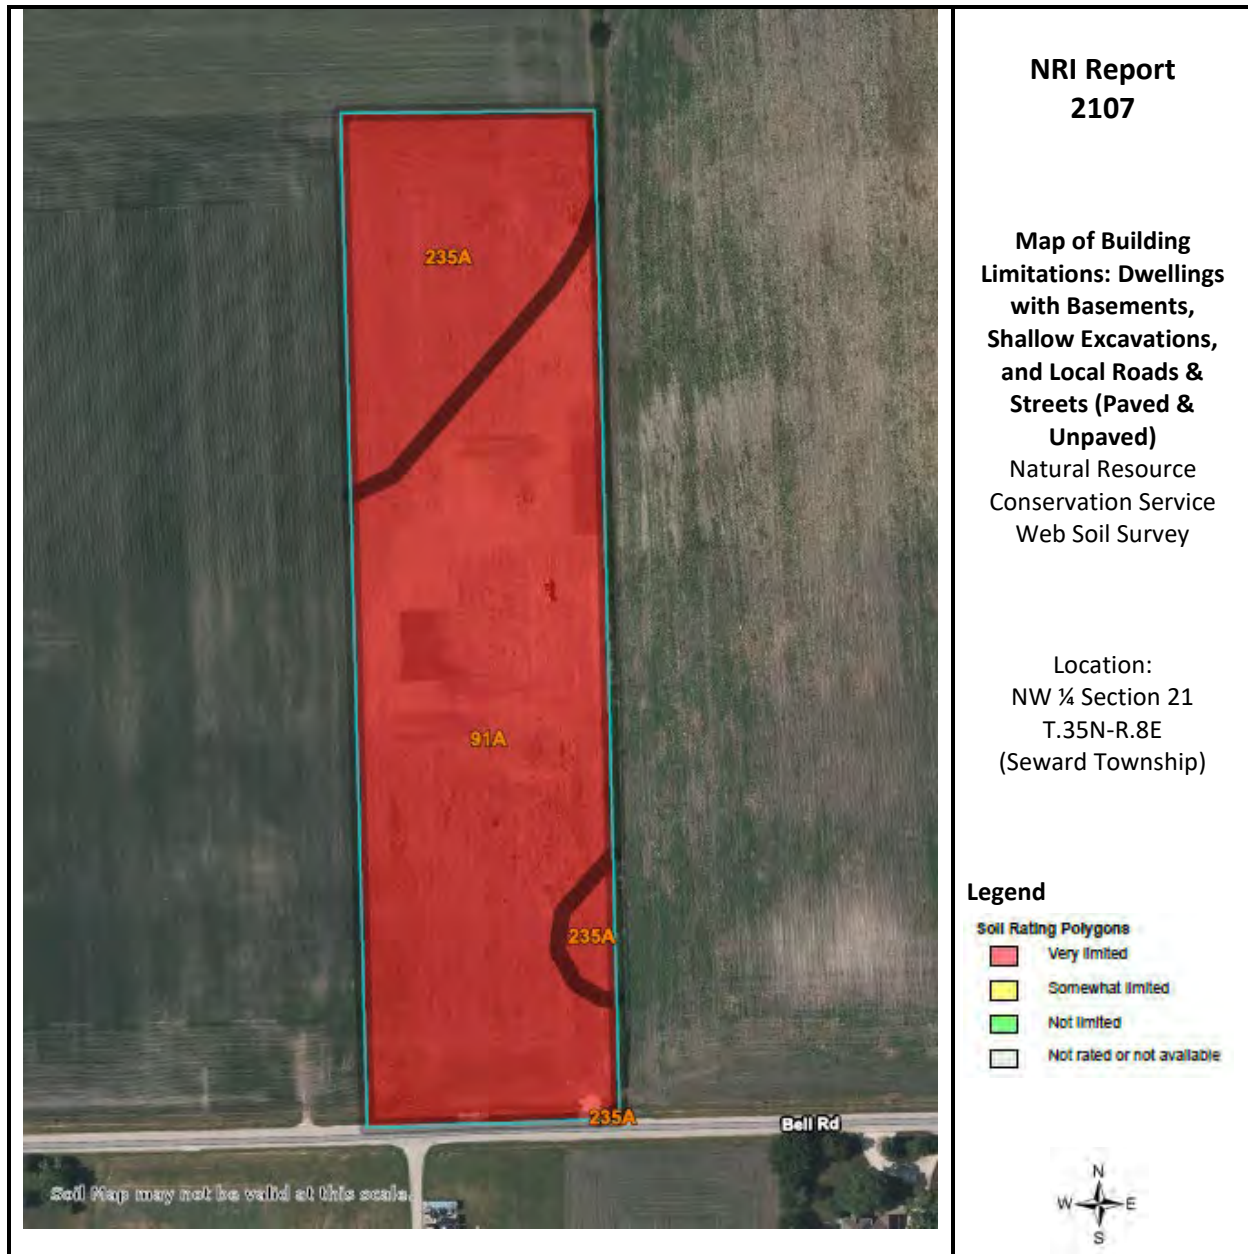 235A
91A
235A
235A
Bell Rd
Soil Map may not be valid at this scale.
NRI Report
2107
Map of Building
Limitations: Dwellings
with Basements,
Shallow Excavations,
and Local Roads &
Streets (Paved &
Unpaved)
Natural Resource
Conservation Service
Web Soil Survey
Location:
NW ¼ Section 21
T.35N-R.8E
(Seward Township)
Legend
Soil Rating Polygons
Very limited
Somewhat limited
Not limited
Not rated or not available
N
W E
S